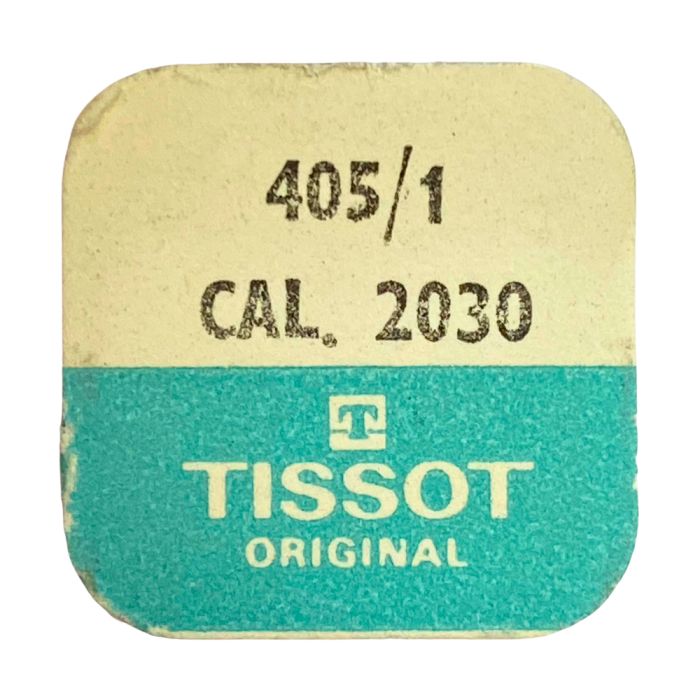 405/1
CAL. 2030
T
TISSOT
ORIGINAL